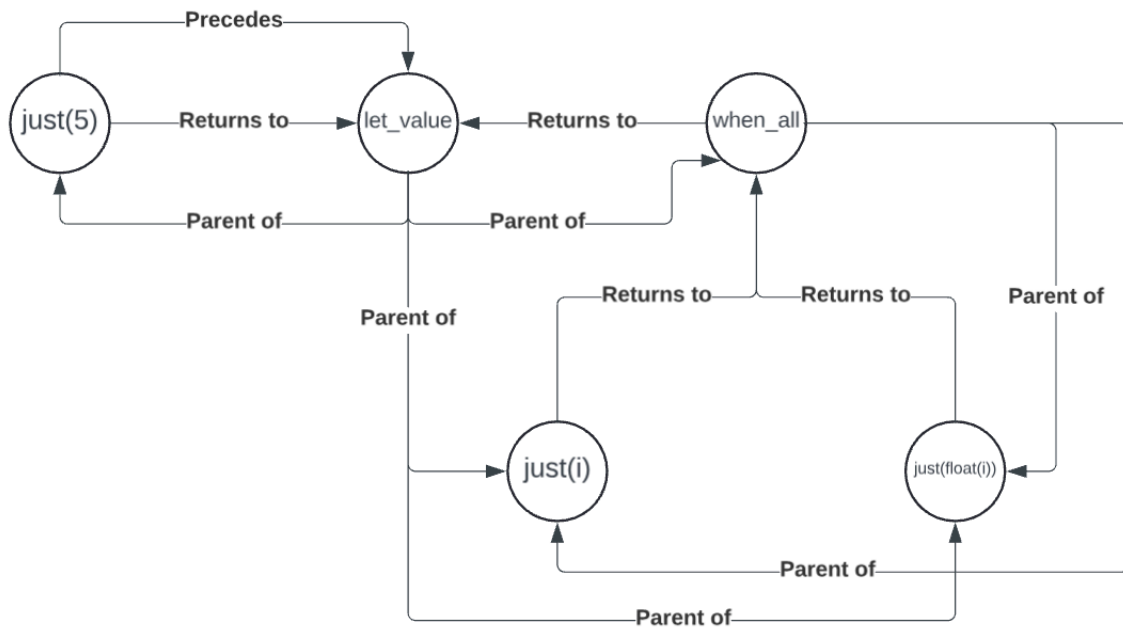 Precedes
just(5)
Returns to
let_value
Returns to
when_all
Parent of
Parent of
Parent of
Returns to
Returns to
Parent of
just(i)
just(float(i))
Parent of
Parent of